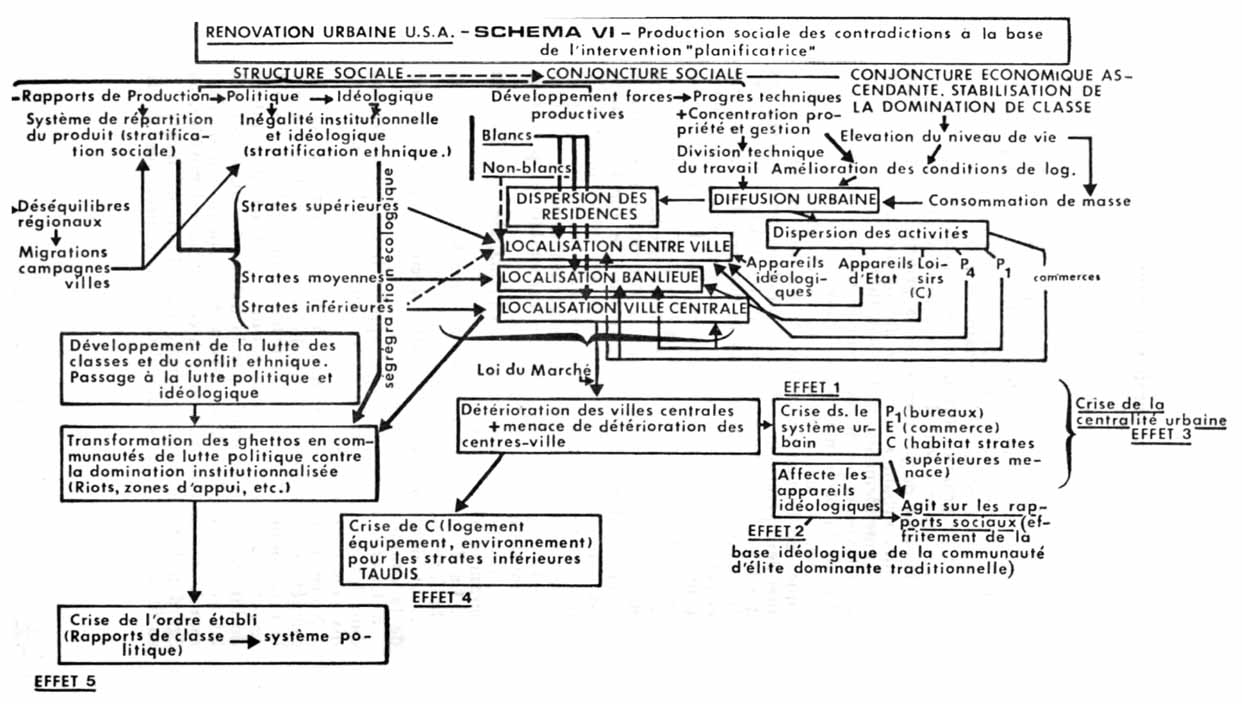 RENOVATION URBAINE U.S.A. - SCHEMA VI - Production sociale des contradictions à la base
de l'intervention "planificatrice"
STRUCTURE SOCIALE
CONJONCTURE SOCIALE
CONJONCTURE ECONOMIQUE AS-
CENDANTE. STABILISATION DE
LA DOMINATION DE CLASSE
Rapports de Production
Politique
Idéologique
Système de répartition
du produit (stratifica-
tion sociale)
Inégalité institutionnelle
et idéologique
(stratification ethnique.)
Développement forces
productives
Progres techniques
+Concentration pro-
priété et gestion
Division technique
du travail
Elevation du niveau de vie
Amélioration des conditions de log.
Consommation de masse
Blancs
Non-blancs
DISPERSION DES
RESIDENCES
DIFFUSION URBAINE
Dispersion des activités
Appareils
idéologi-
ques
Appareils
d'Etat
Loi-
sirs
(C)
P4
P1
commerces
Déséquilibres
régionaux
Migrations
campagnes
villes
Strates supérieures
Strates moyennes
Strates inférieures
ségrégration écologique
LOCALISATION CENTRE VILLE
LOCALISATION BANLIEUE
LOCALISATION VILLE CENTRALE
Développement de la lutte des
classes et du conflit ethnique.
Passage à la lutte politique et
idéologique
Loi du Marché
Détérioration des villes centrales
+menace de détérioration des
centres-ville
EFFET 1
Crise ds. le
système ur-
bain
P1(bureaux)
E (commerce)
C (habitat strates
supérieures me-
nace)
Crise de la
centralité urbaine
EFFET 3
Transformation des ghettos en com-
munautés de lutte politique contre
la domination institutionnalisée
(Riots, zones d'appui, etc.)
Affecte les
appareils
idéologiques
EFFET 2
Agit sur les rap-
ports sociaux (ef-
fritement de la
base idéologique de la communauté
d'élite dominante traditionnelle)
Crise de C (logement
équipement, environnement)
pour les strates inférieures
TAUDIS
EFFET 4
Crise de l'ordre établi
(Rapports de classe système po-
litique)
EFFET 5